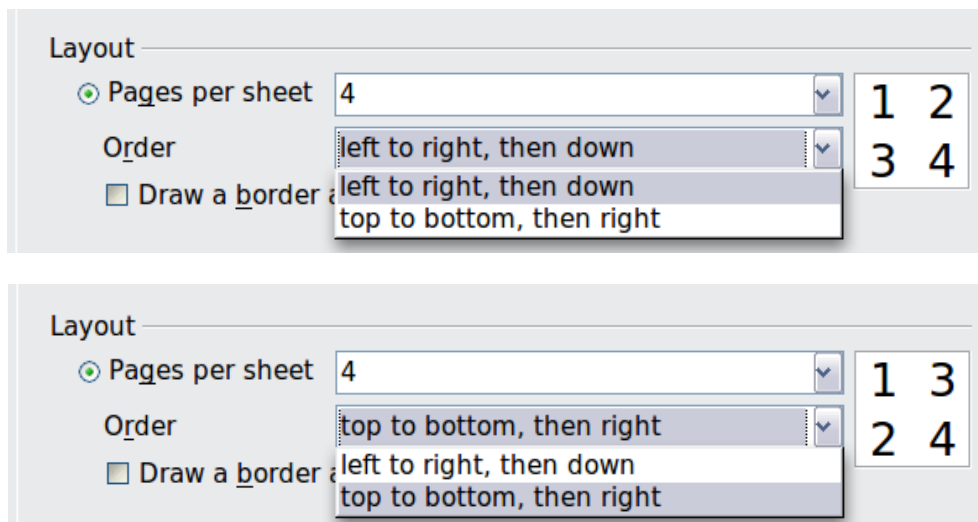 Layout
Pages per sheet 4
1 2
Order left to right, then down
3 4
Draw a border
left to right, then down
top to bottom, then right
Layout
Pages per sheet 4
1 3
Order top to bottom, then right
2 4
Draw a border
left to right, then down
top to bottom, then right